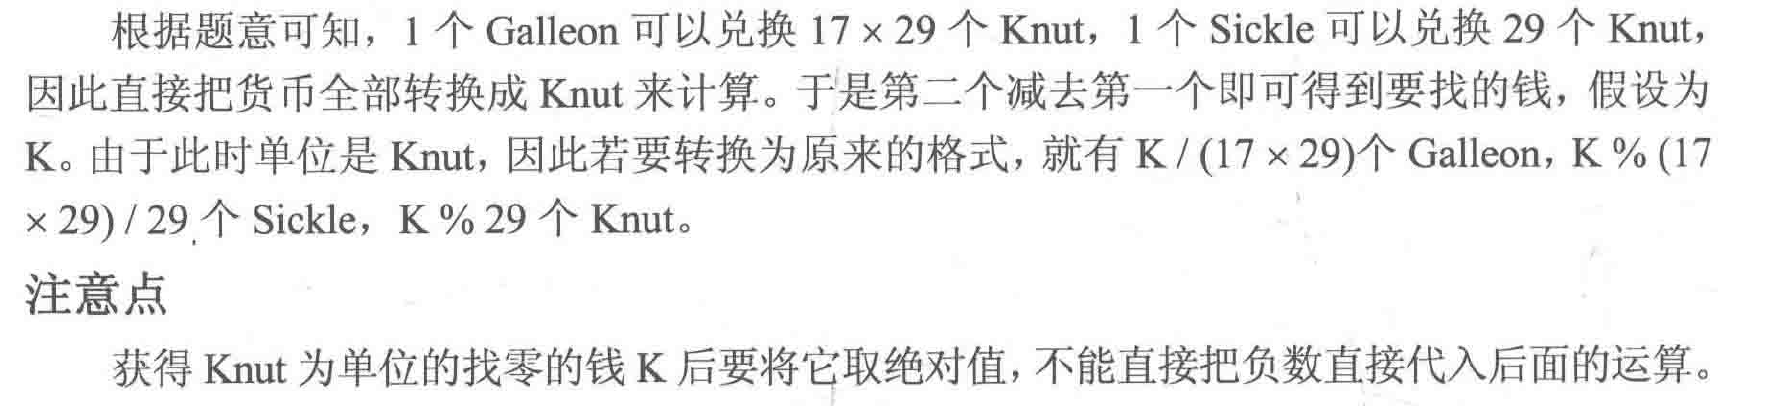 根据题意可知，1 个 Galleon 可以兑换 17 × 29 个 Knut，1 个 Sickle 可以兑换 29 个 Knut，
因此直接把货币全部转换成 Knut 来计算。于是第二个减去第一个即可得到要找的钱，假设为
K。由于此时单位是 Knut，因此若要转换为原来的格式，就有 K / (17 × 29)个 Galleon，K % (17
× 29) / 29 个 Sickle，K % 29 个 Knut。
注意点
获得 Knut 为单位的找零的钱 K 后要将它取绝对值，不能直接把负数直接代入后面的运算。